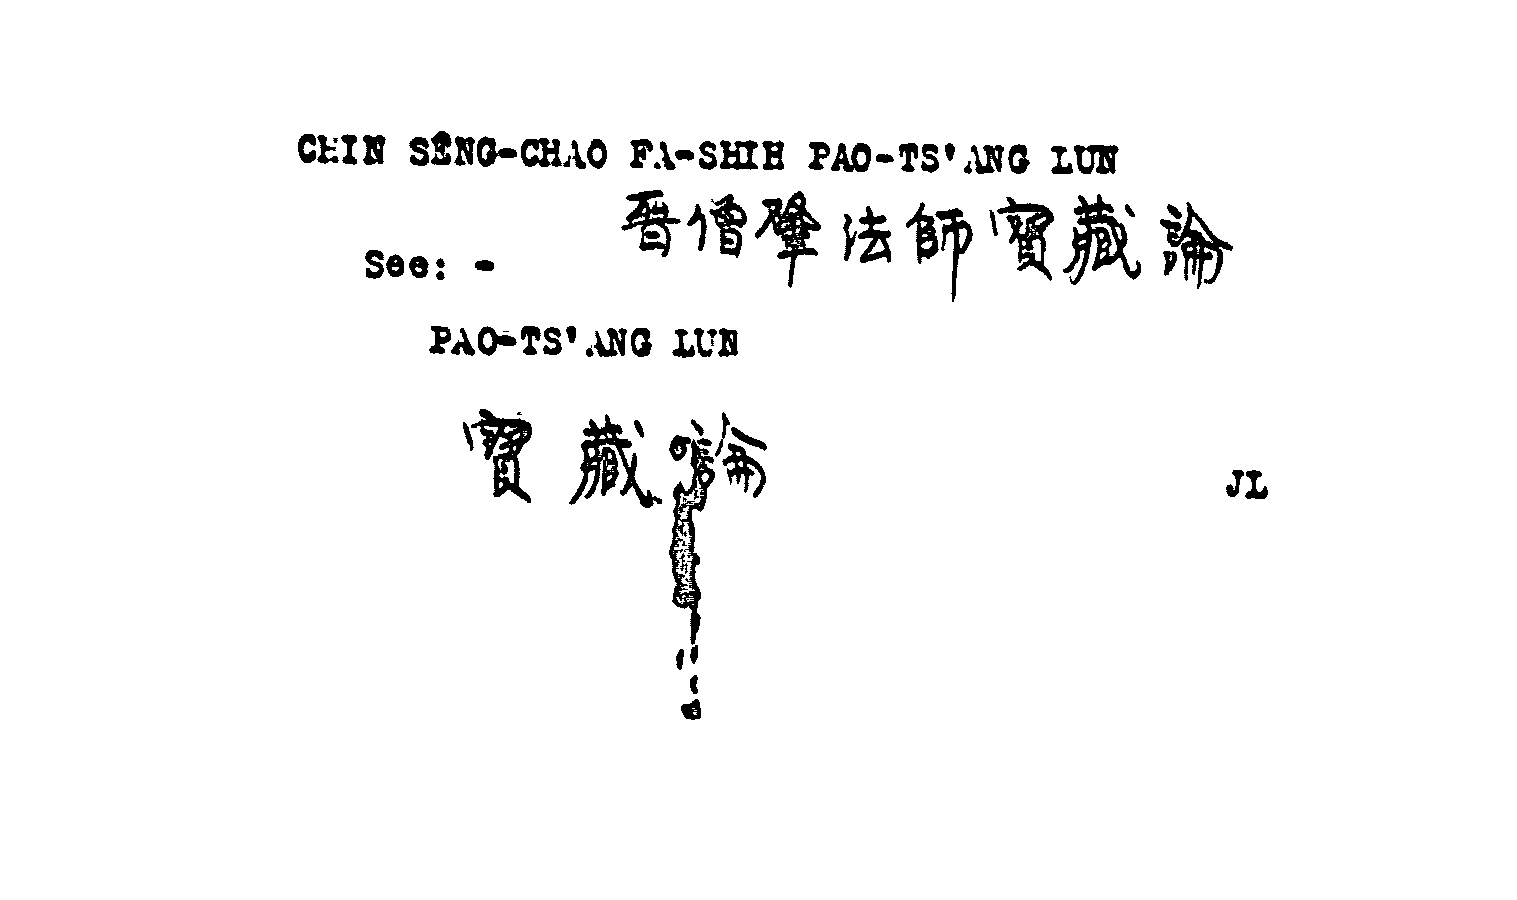 CHIN SÊNG-CHAO FA-SHIH PAO-TS'ANG LUN
晉僧肇法師寶藏論
See: -
PAO-TS'ANG LUN
寶藏論
JL